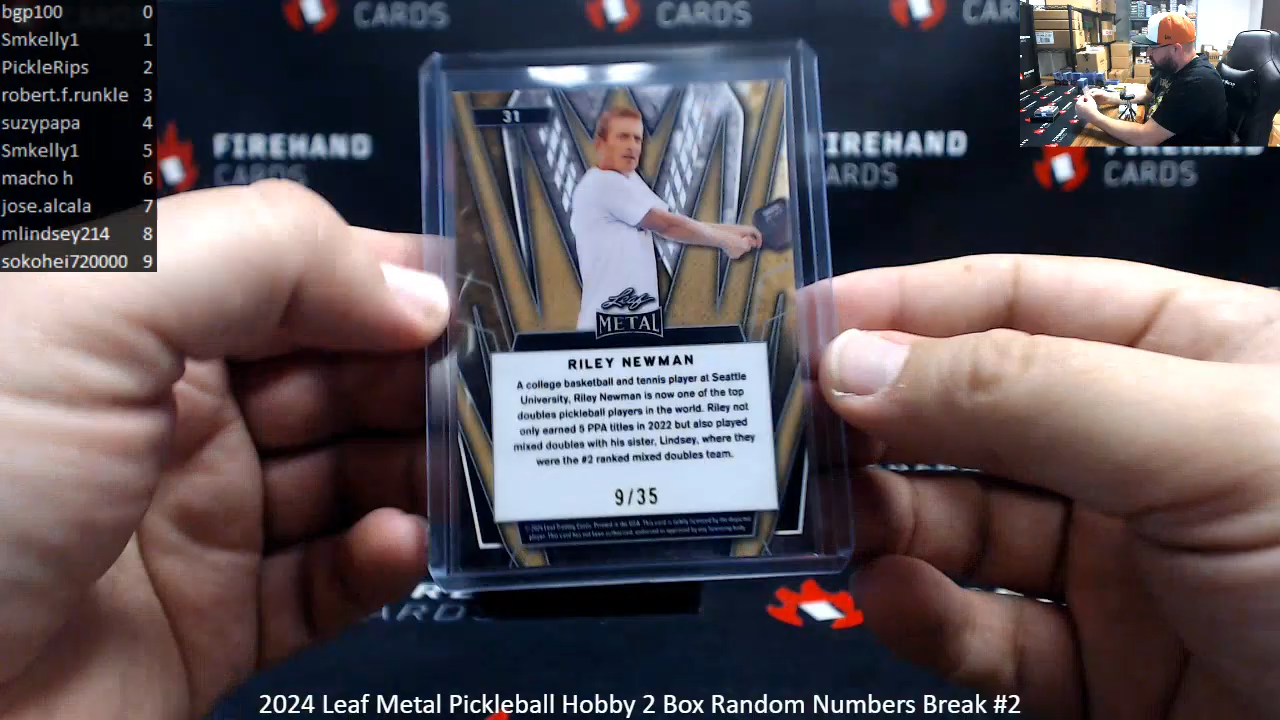 bgp100 0
Smkelly1 1
PickleRips 2
robert.f.runkle 3
suzypapa 4
Smkelly1 5
macho h 6
jose.alcala 7
mlindsey214 8
sokohei720000 9
CARDS
CARDS
CAR
FIREHAND
CARDS
HAND
ARDS
FIREHAND
CARDS
31
Leaf
METAL
RILEY NEWMAN
A college basketball and tennis player at Seattle
University, Riley Newman is now one of the top
doubles pickleball players in the world. Riley not
only earned 5 PPA titles in 2022 but also played
mixed doubles with his sister, Lindsey, where they
were the #2 ranked mixed doubles team.
9/35
2024 Leaf Metal Pickleball Hobby 2 Box Random Numbers Break #2